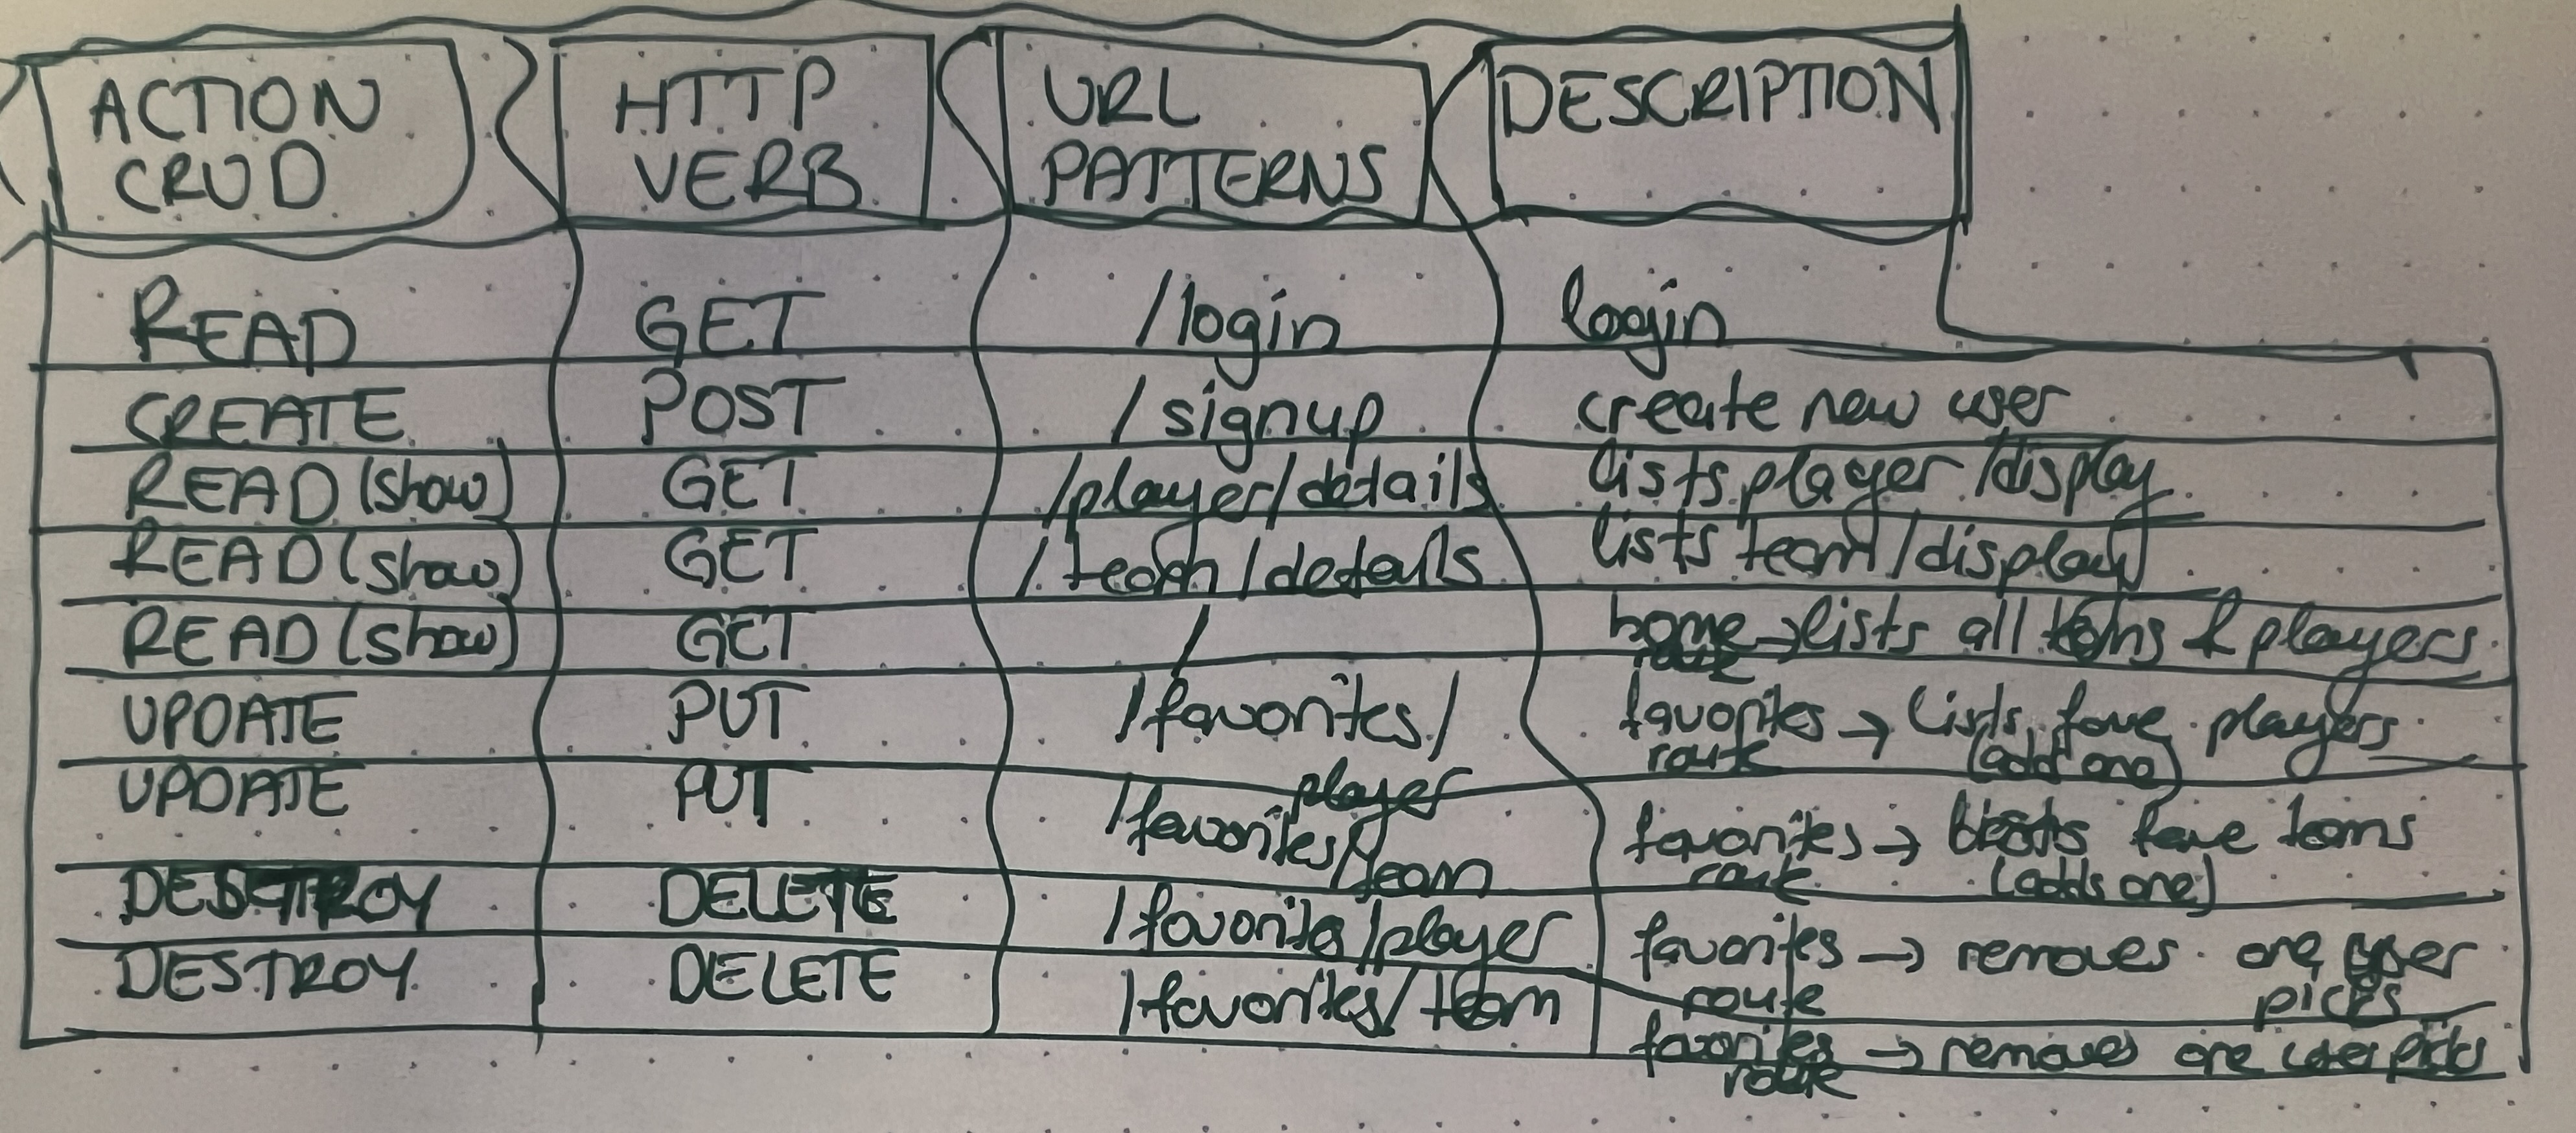 ACTION CRUD HTTP VERB URL PATTERNS DESCRIPTION
READ GET /login login
CREATE POST /signup create new user
READ (show) GET /player/details lists player/display
READ (show) GET /team/details lists team/display
READ (show) GET / home route → lists all teams & players
UPDATE PUT /favorites/player favorites route → lists fave players (add one)
UPDATE PUT /favorites/team favorites route → lists fave teams (adds one)
DESTROY DELETE /favorites/player favorites route → removes one user picks
DESTROY DELETE /favorites/team favorites route → removes one user picks